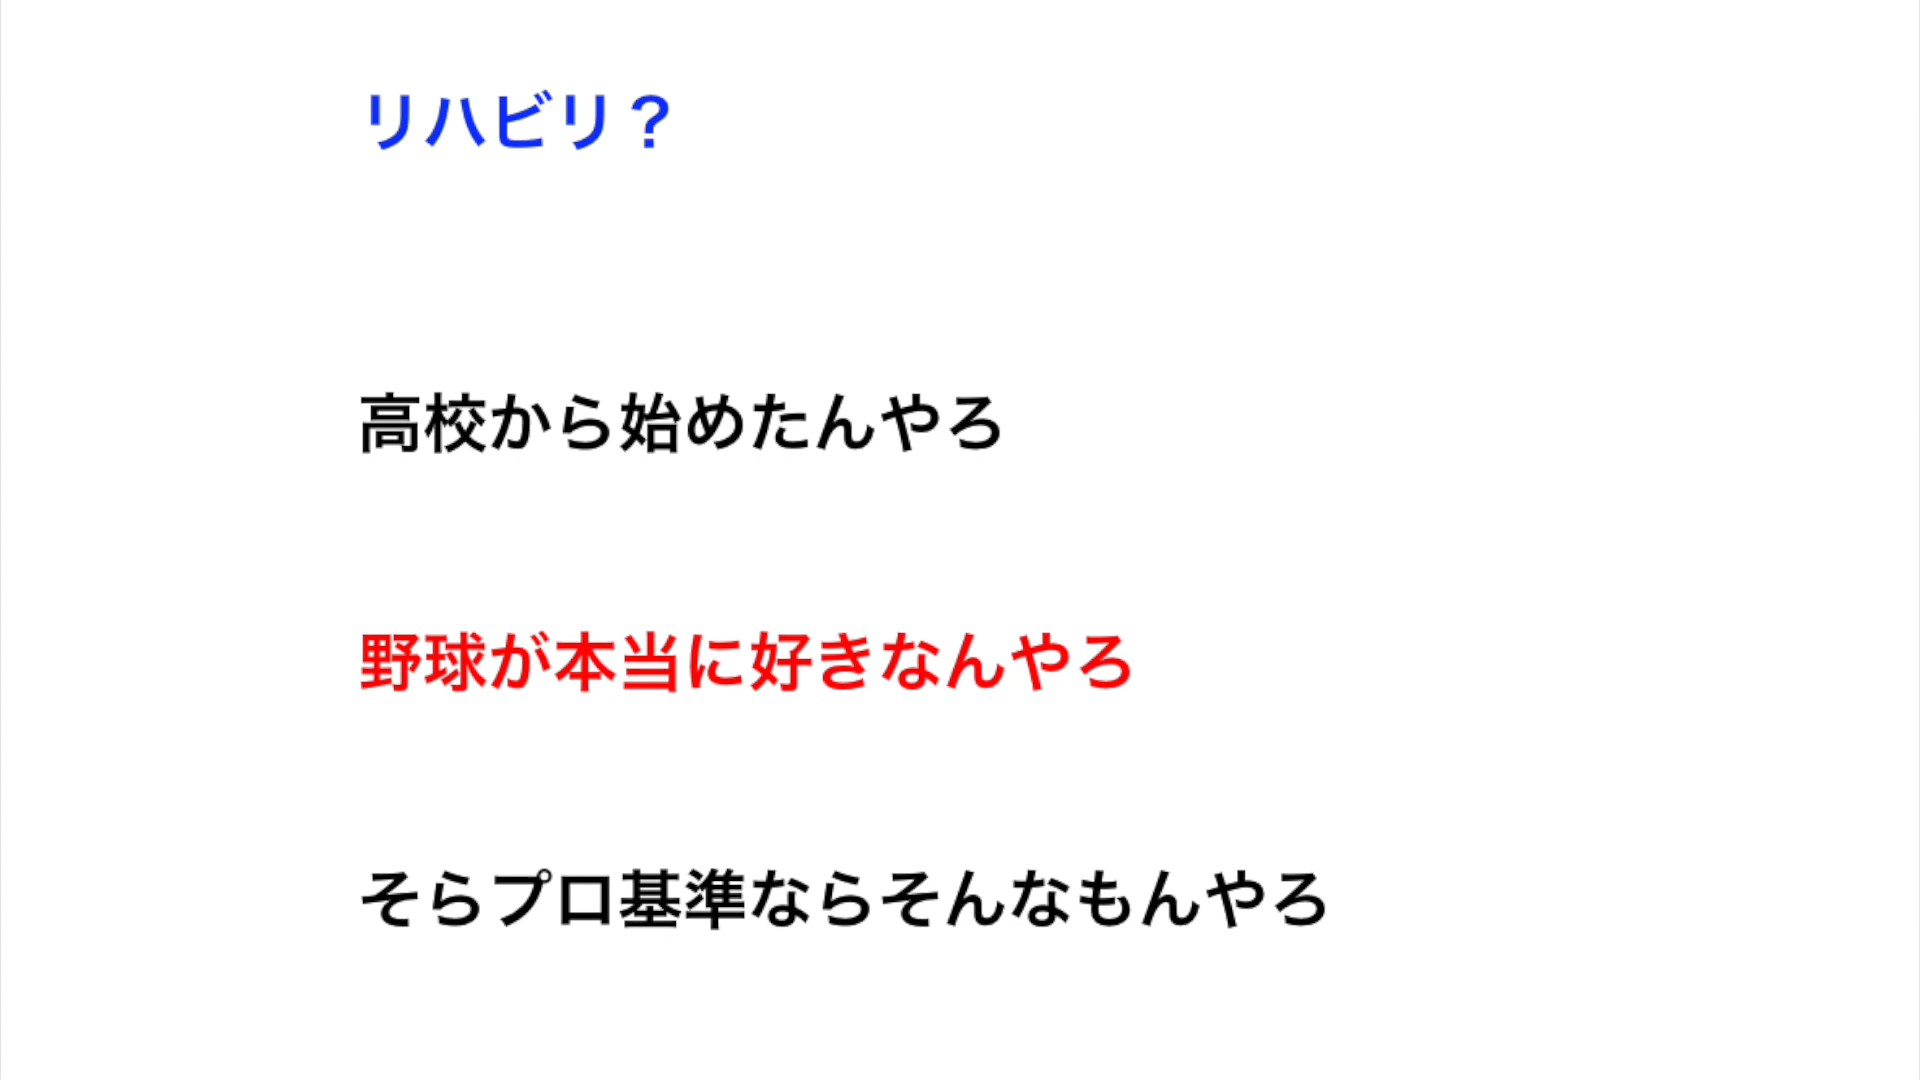 リハビリ？
高校から始めたんやろ
野球が本当に好きなんやろ
そらプロ基準ならそんなもんやろ